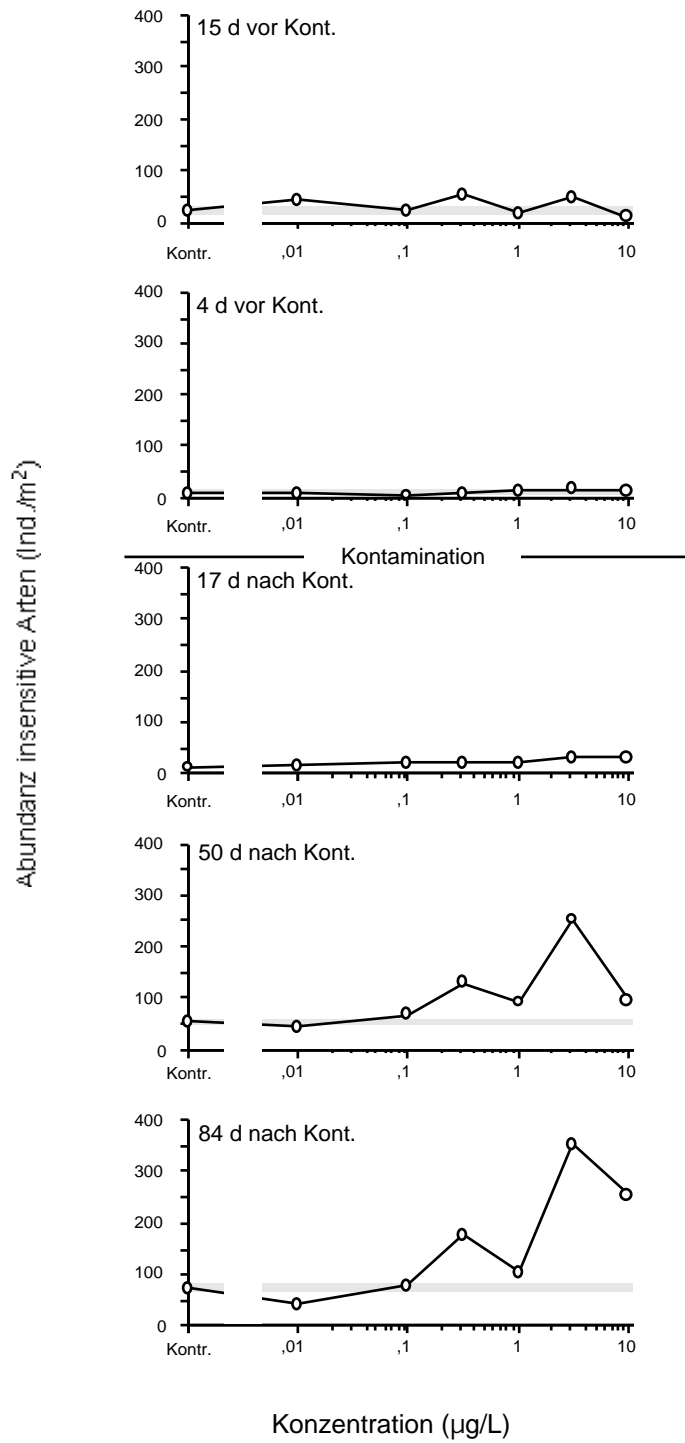 400
15 d vor Kont.
300
200
100
0
Kontr. ,01 ,1 1 10
400
4 d vor Kont.
300
200
100
0
Kontr. ,01 ,1 1 10
Kontamination
400
17 d nach Kont.
300
200
100
0
Kontr. ,01 ,1 1 10
400
50 d nach Kont.
300
200
100
0
Kontr. ,01 ,1 1 10
400
84 d nach Kont.
300
200
100
0
Kontr. ,01 ,1 1 10
Abundanz insensitive Arten (Ind./m²)
Konzentration (µg/L)